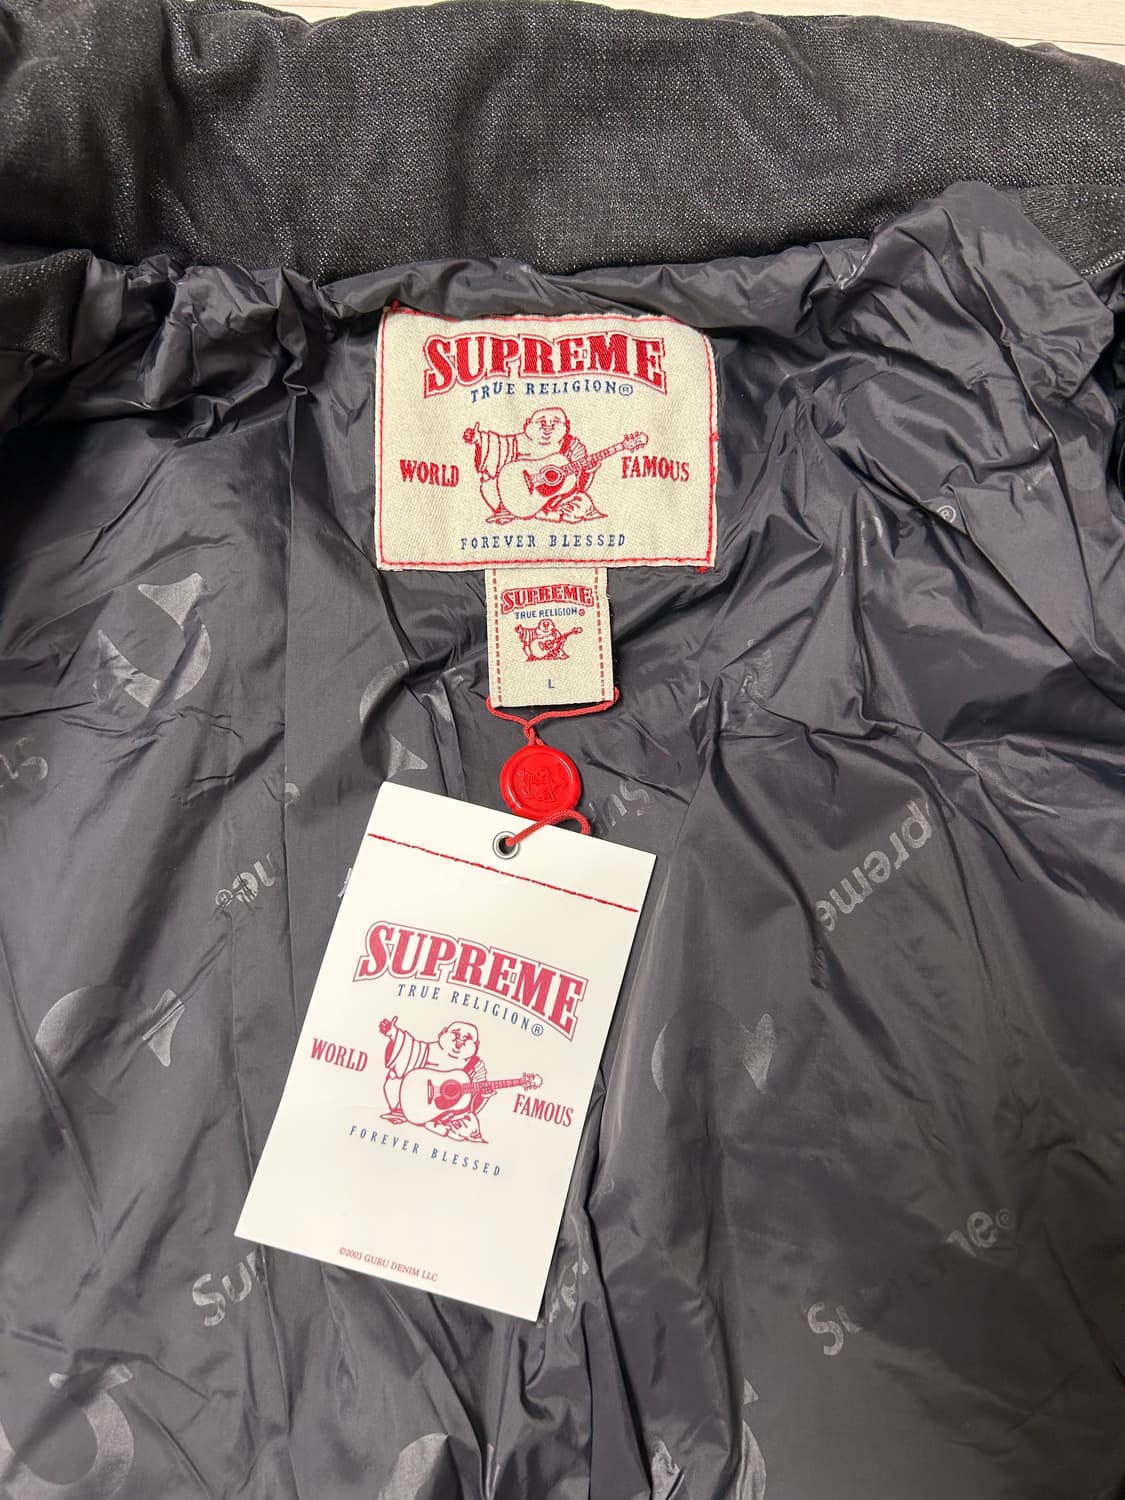 SUPREME
TRUE RELIGION®
WORLD FAMOUS
FOREVER BLESSED
SUPREME
TRUE RELIGION®
L
SUPREME
TRUE RELIGION®
WORLD FAMOUS
FOREVER BLESSED
©2003 GURU DENIM LLC
Supreme